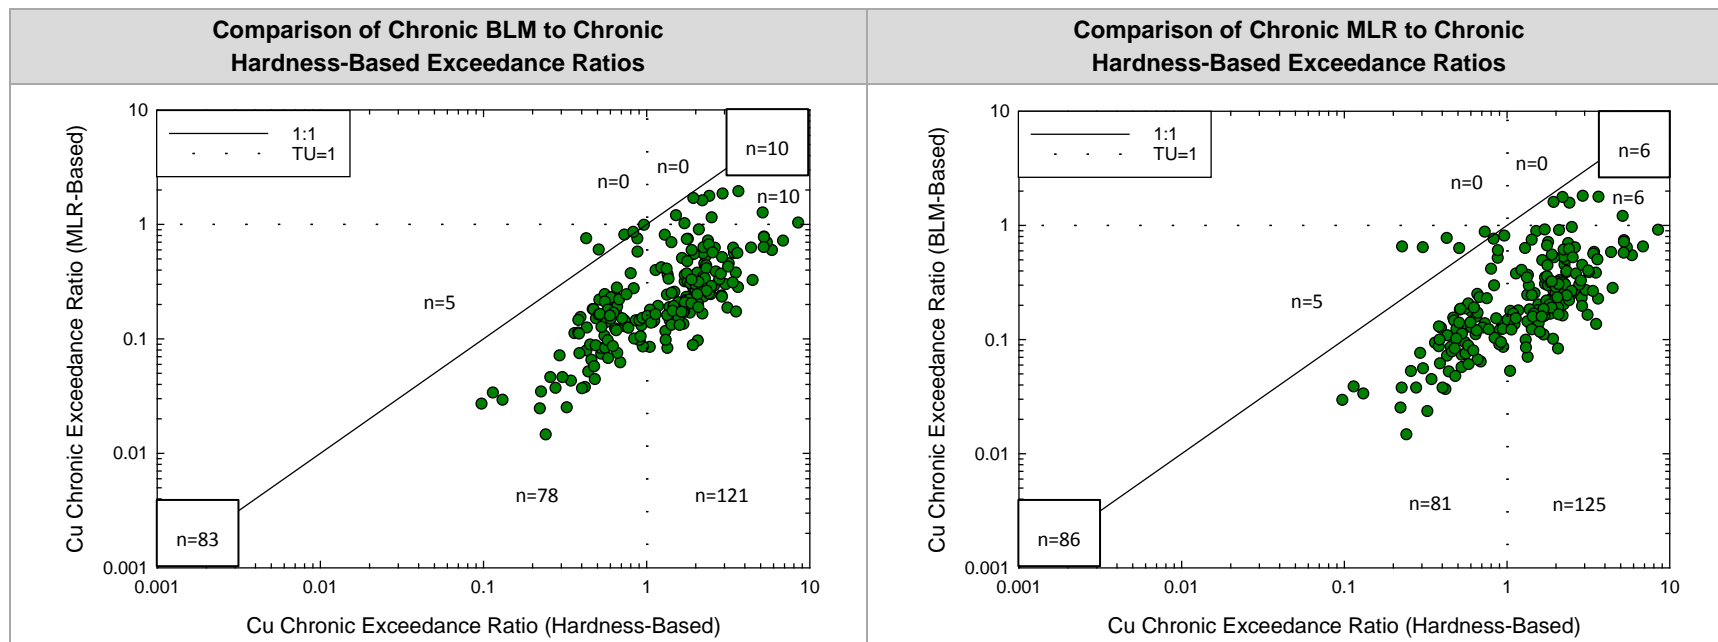 Comparison of Chronic BLM to Chronic
Hardness-Based Exceedance Ratios
Comparison of Chronic MLR to Chronic
Hardness-Based Exceedance Ratios
Cu Chronic Exceedance Ratio (MLR-Based)
10
1
0.1
0.01
0.001
1:1
TU=1
n=10
n=0
n=0
n=10
n=5
n=78
n=121
n=83
0.001
0.01
0.1
1
10
Cu Chronic Exceedance Ratio (Hardness-Based)
Cu Chronic Exceedance Ratio (BLM-Based)
10
1
0.1
0.01
0.001
1:1
TU=1
n=6
n=0
n=0
n=6
n=5
n=81
n=125
n=86
0.001
0.01
0.1
1
10
Cu Chronic Exceedance Ratio (Hardness-Based)